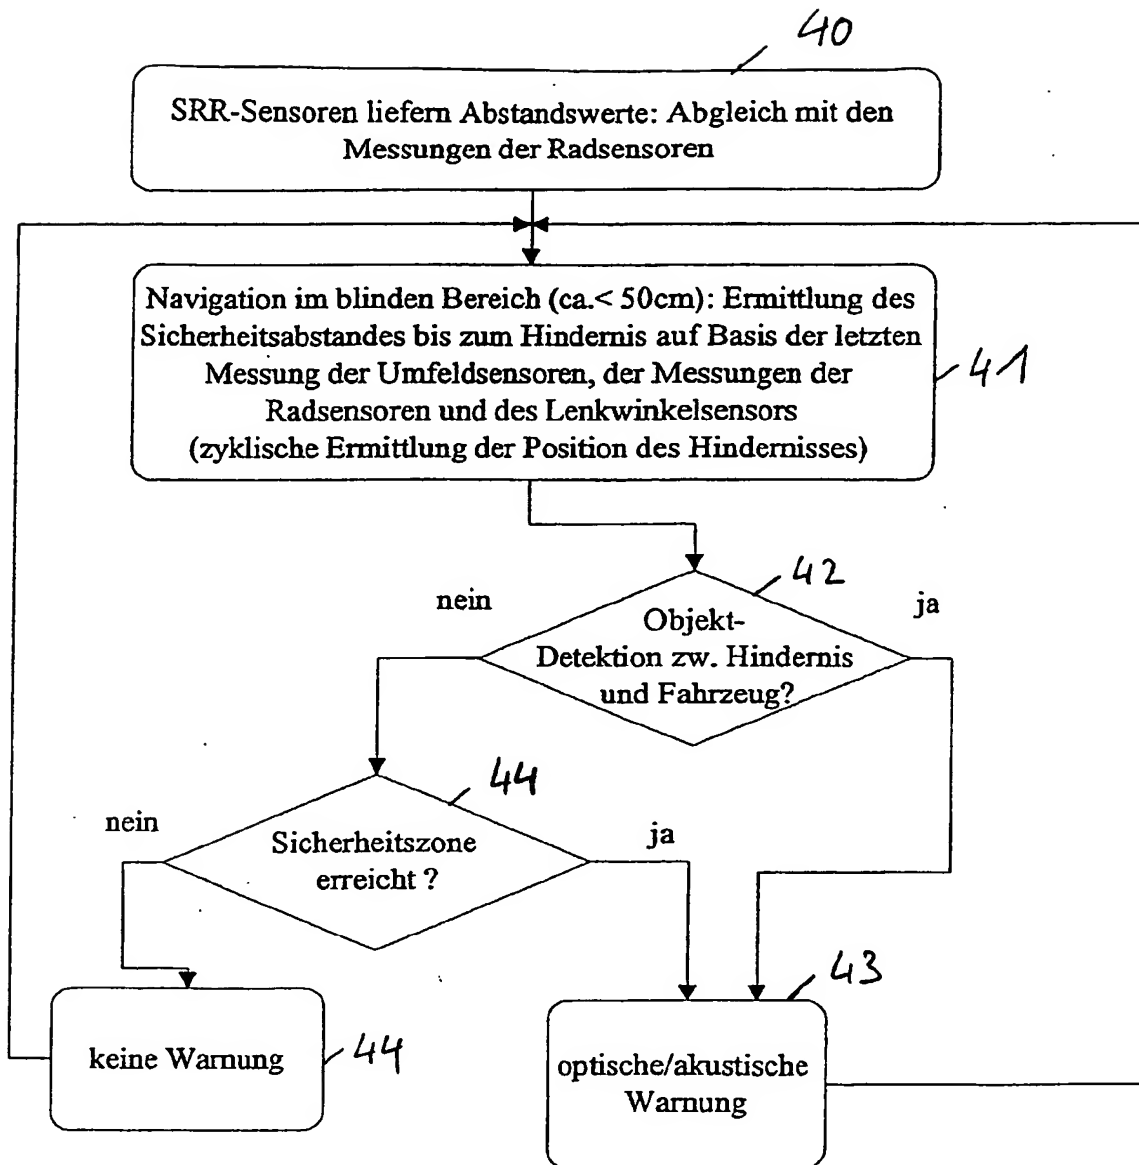 40
SRR-Sensoren liefern Abstandswerte: Abgleich mit den
Messungen der Radsensoren
Navigation im blinden Bereich (ca.< 50cm): Ermittlung des
Sicherheitsabstandes bis zum Hindernis auf Basis der letzten
Messung der Umfeldsensoren, der Messungen der
Radsensoren und des Lenkwinkelsensors
(zyklische Ermittlung der Position des Hindernisses)
41
42
nein
ja
Objekt-
Detektion zw. Hindernis
und Fahrzeug?
44
nein
ja
Sicherheitszone
erreicht ?
43
keine Warnung
44
optische/akustische
Warnung